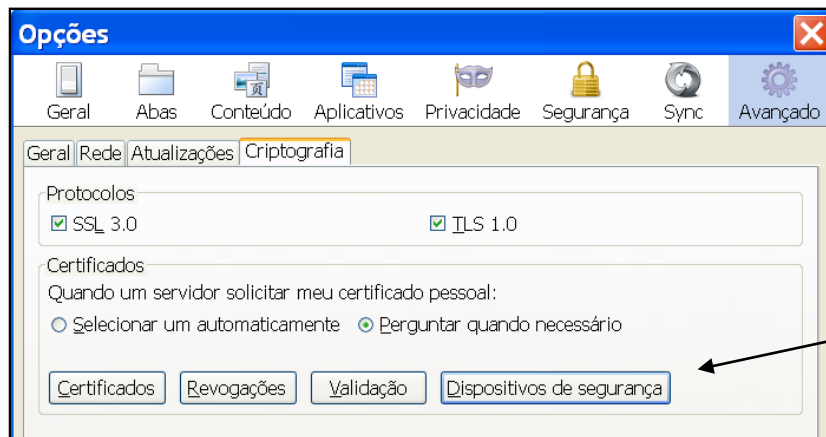 Opções
Geral Abas Conteúdo Aplicativos Privacidade Segurança Sync Avançado
Geral Rede Atualizações Criptografia
Protocolos
SSL 3.0 TLS 1.0
Certificados
Quando um servidor solicitar meu certificado pessoal:
Selecionar um automaticamente Perguntar quando necessário
Certificados Revogações Validação Dispositivos de segurança